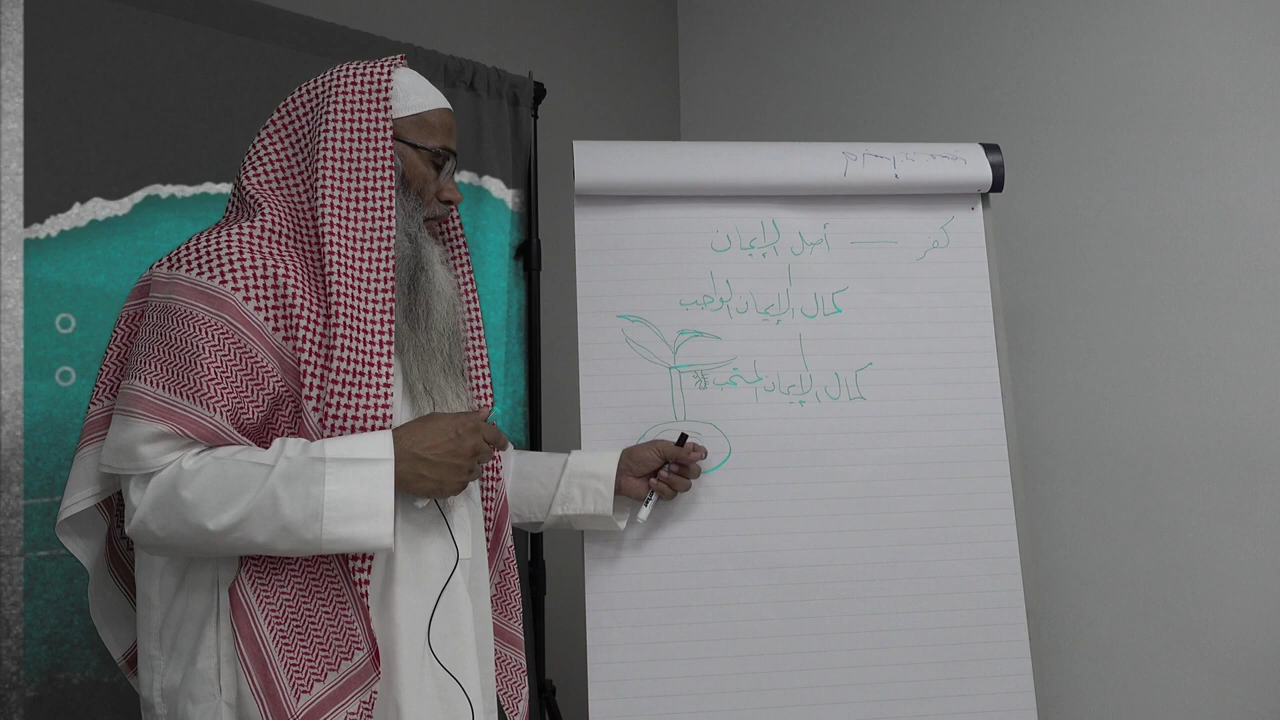 كفر — أصل الإيمان
كمال الإيمان الواجب
كمال الإيمان المستحب